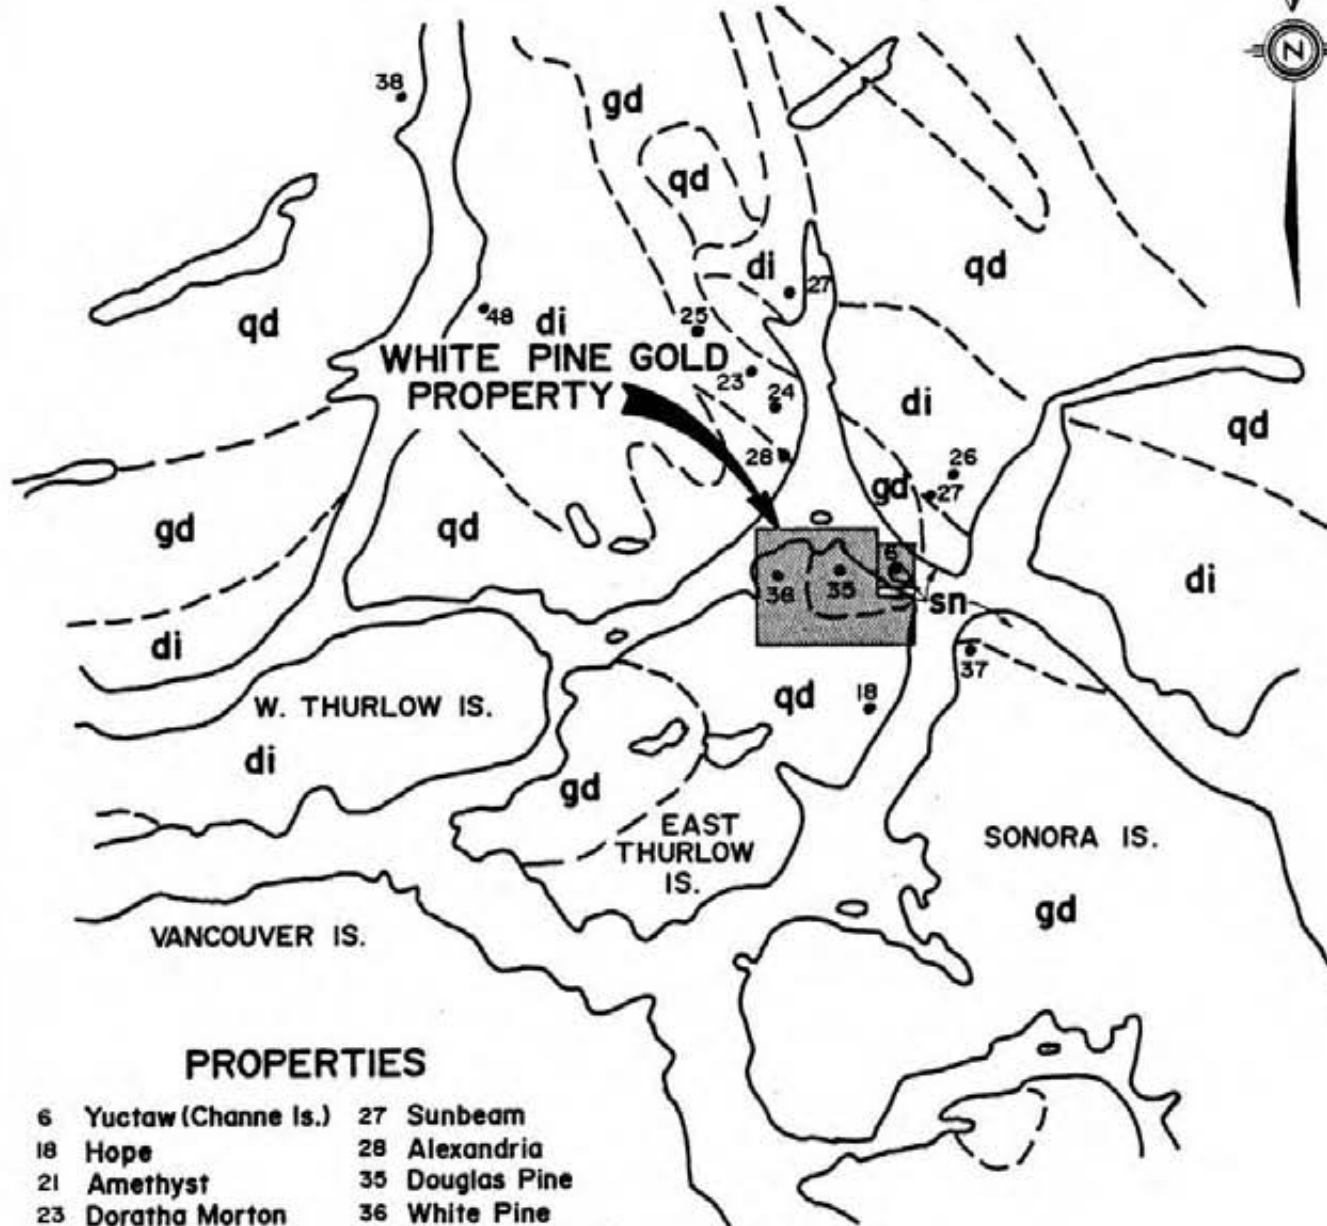 N
38
gd
qd
di
27
qd
qd
48
di
25
WHITE PINE GOLD
PROPERTY
23
24
di
qd
28
26
27
gd
gd
qd
6
36
35
di
sn
di
37
W. THURLOW IS.
qd
18
di
gd
EAST
THURLOW
IS.
SONORA IS.
gd
VANCOUVER IS.
PROPERTIES
6 Yuctaw (Channe Is.) 27 Sunbeam
18 Hope 28 Alexandria
21 Amethyst 35 Douglas Pine
23 Doratha Morton 36 White Pine